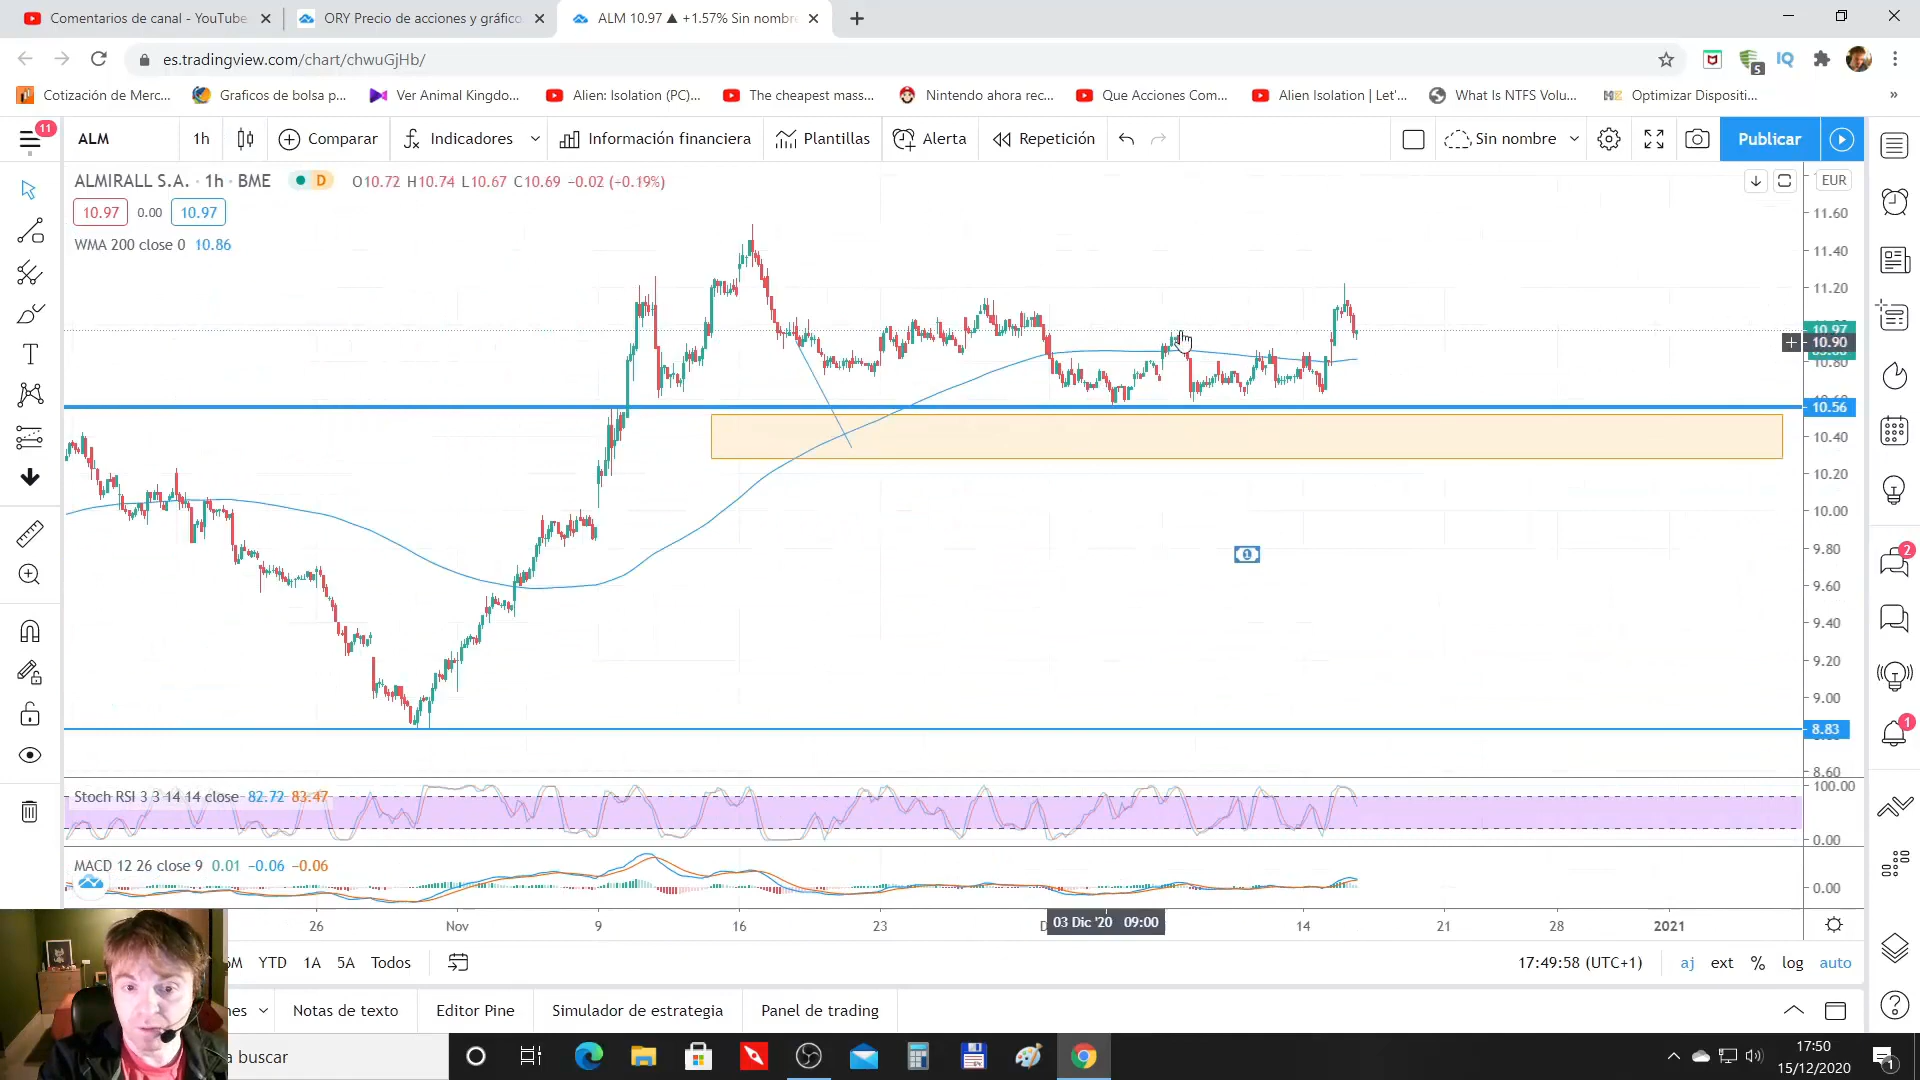 Comentarios de canal - YouTube
ORY Precio de acciones y gráfico
ALM 10.97 ▲ +1.57% Sin nombre
es.tradingview.com/chart/chwuGjHb/
5
IQ
Cotización de Merc...
Graficos de bolsa p...
Ver Animal Kingdo...
Alien: Isolation (PC)...
The cheapest mass...
Nintendo ahora rec...
Que Acciones Com...
Alien Isolation | Let'...
What Is NTFS Volu...
Optimizar Dispositi...
»
11
ALM
1h
Comparar
Indicadores
Información financiera
Plantillas
Alerta
Repetición
Sin nombre
Publicar
ALMIRALL S.A. · 1h · BME
D
O10.72 H10.74 L10.67 C10.69 −0.02 (−0.19%)
EUR
10.97
0.00
10.97
WMA 200 close 0 10.86
11.60
11.40
11.20
10.97
10.90
10.80
10.56
10.40
10.20
10.00
9.80
9.60
9.40
9.20
9.00
8.83
8.60
1
2
1
Stoch RSI 3 3 14 14 close 82.72 83.47
100.00
0.00
MACD 12 26 close 9 0.01 −0.06 −0.06
0.00
26
Nov
9
16
23
03 Dic '20 09:00
14
21
28
2021
YTD
1A
5A
Todos
17:49:58 (UTC+1)
aj
ext
%
log
auto
Notas de texto
Editor Pine
Simulador de estrategia
Panel de trading
a buscar
17:50
15/12/2020
1